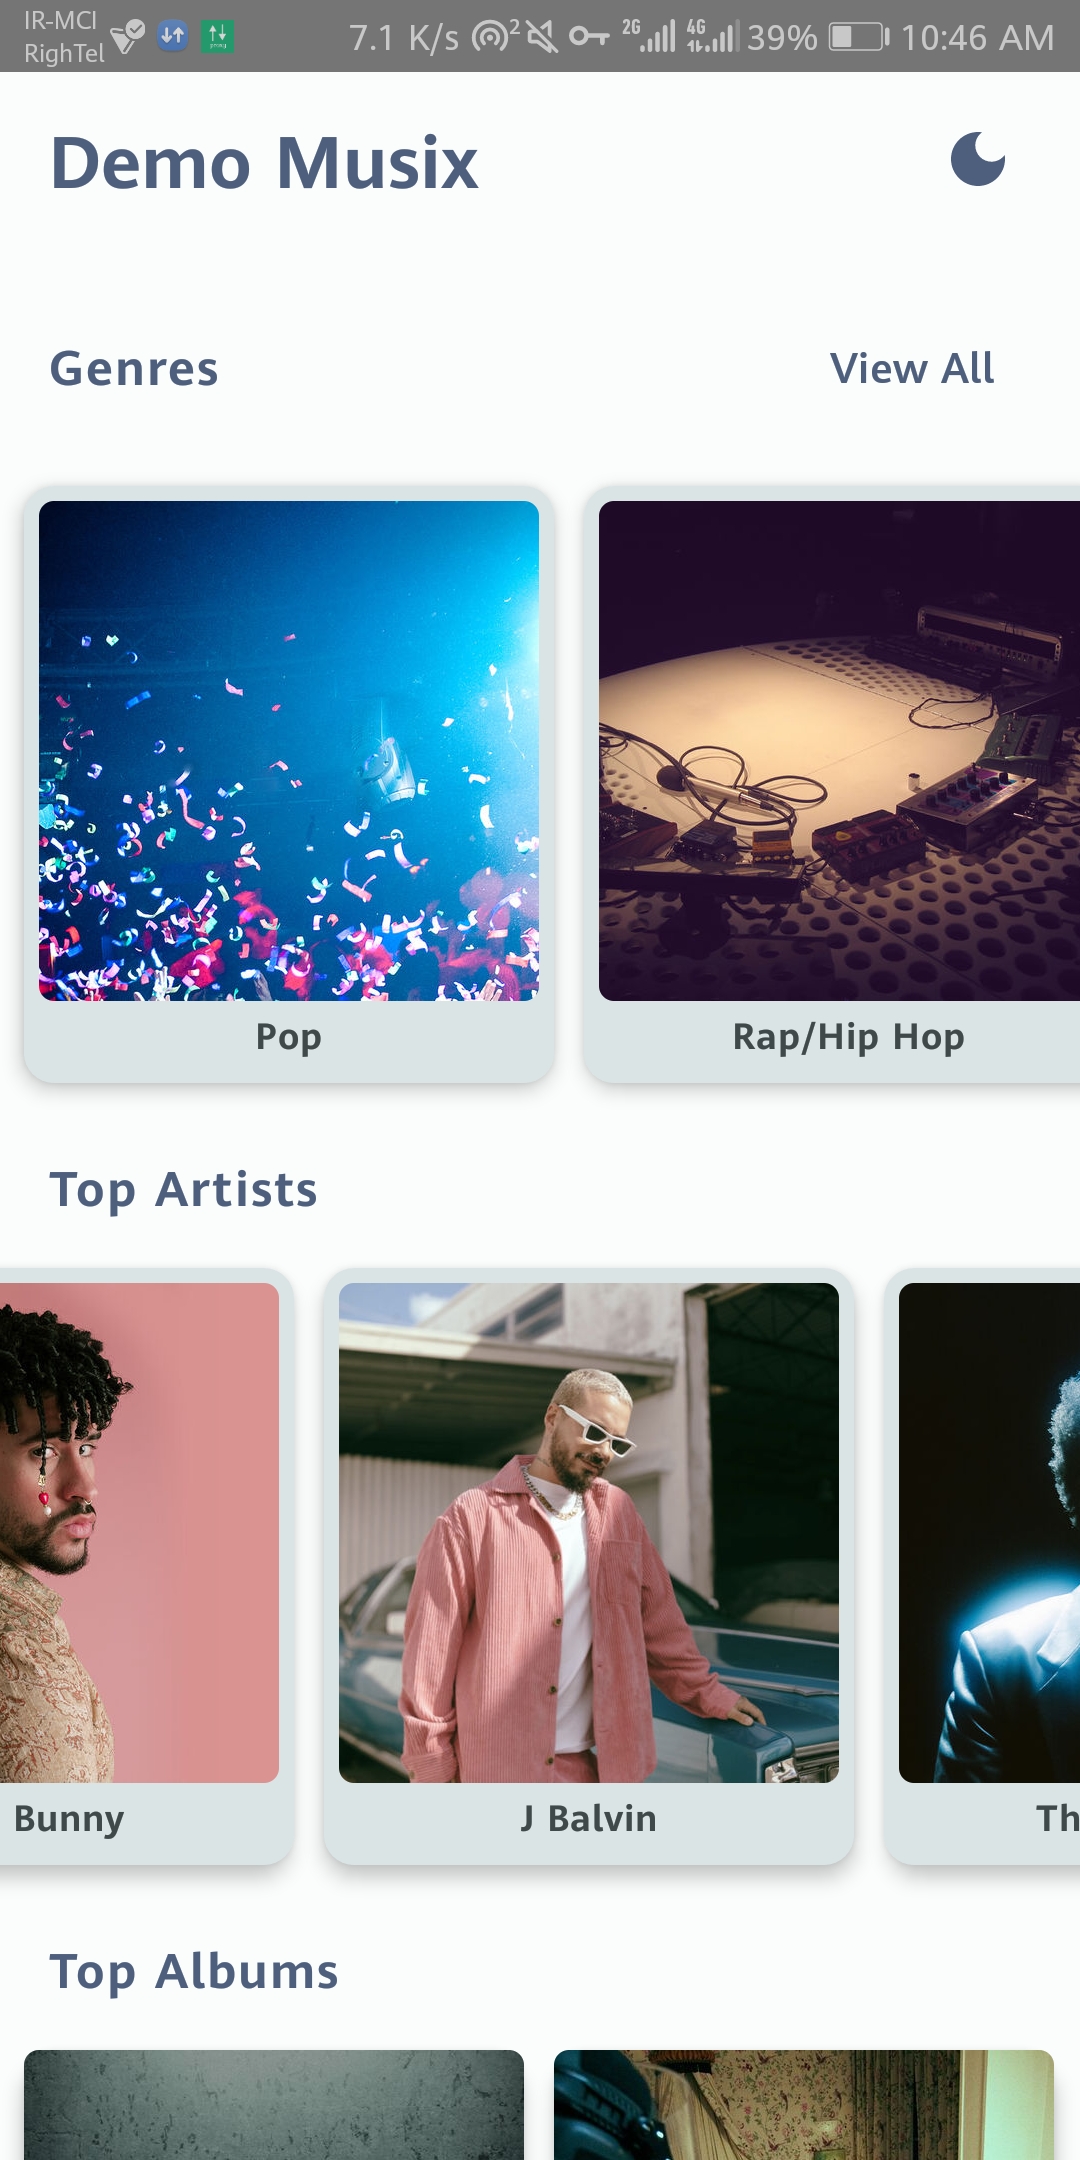 IR-MCI
RighTel
7.1 K/s 2 2G 4G 39% 10:46 AM
Demo Musix
Genres View All
Pop Rap/Hip Hop
Top Artists
Bunny J Balvin Th
Top Albums